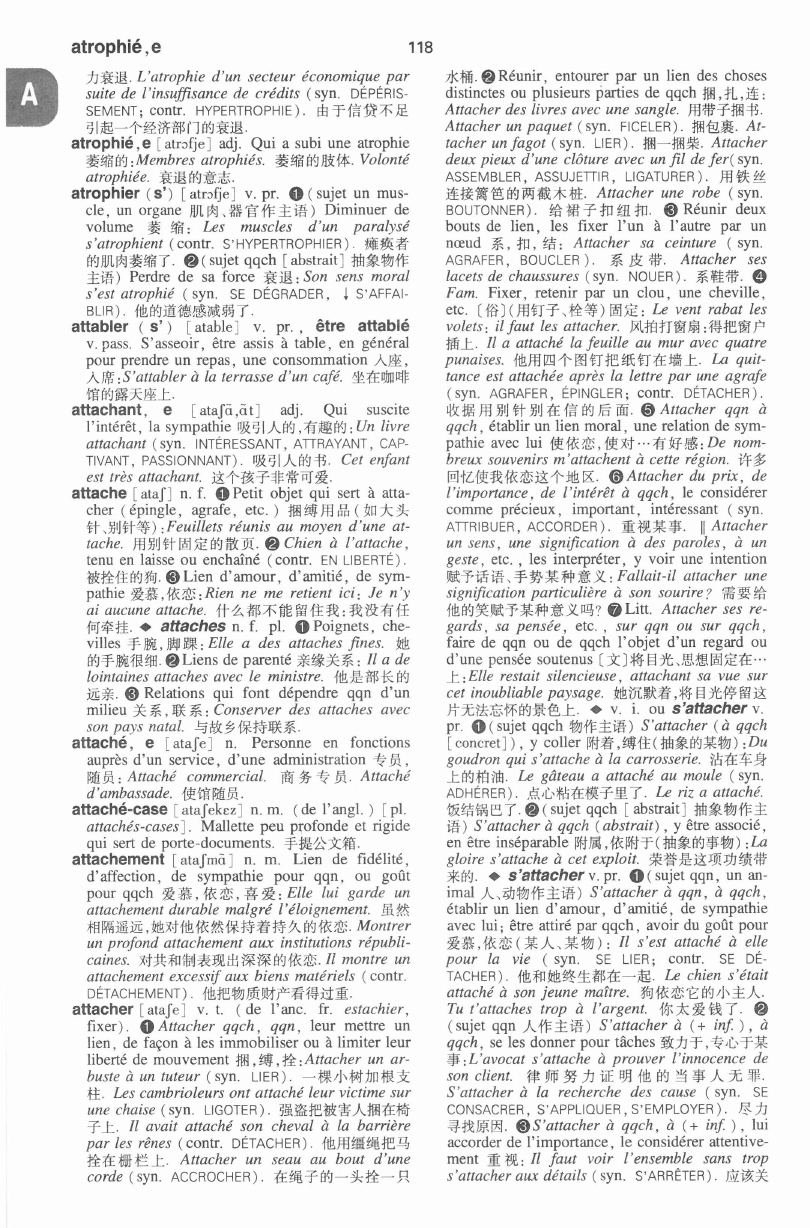 atrophié,e
118
A
力衰退. L'atrophie d'un secteur économique par
suite de l'insuffisance de crédits (syn. DÉPÉRIS-
SEMENT; contr. HYPERTROPHIE). 由于信贷不足
引起一个经济部门的衰退.
atrophié,e [atrɔfje] adj. Qui a subi une atrophie
萎缩的:Membres atrophiés. 萎缩的肢体. Volonté
atrophiée. 衰退的意志.
atrophier (s') [atrɔfje] v. pr. ❶(sujet un mus-
cle, un organe 肌肉、器官作主语) Diminuer de
volume 萎缩: Les muscles d'un paralysé
s'atrophient (contr. S'HYPERTROPHIER). 瘫痪者
的肌肉萎缩了. ❷(sujet qqch [abstrait] 抽象物作
主语) Perdre de sa force 衰退:Son sens moral
s'est atrophié (syn. SE DÉGRADER, ↓ S'AFFAI-
BLIR). 他的道德感减弱了.
attabler (s') [atable] v. pr., être attablé
v. pass. S'asseoir, être assis à table, en général
pour prendre un repas, une consommation 入座,
入席:S'attabler à la terrasse d'un café. 坐在咖啡
馆的露天座上.
attachant, e [ataʃɑ̃,ɑ̃t] adj. Qui suscite
l'intérêt, la sympathie 吸引人的,有趣的:Un livre
attachant (syn. INTÉRESSANT, ATTRAYANT, CAP-
TIVANT, PASSIONNANT). 吸引人的书. Cet enfant
est très attachant. 这个孩子非常可爱.
attache [ataʃ] n. f. ❶Petit objet qui sert à atta-
cher (épingle, agrafe, etc.) 捆缚用品(如大头
针、别针等):Feuillets réunis au moyen d'une at-
tache. 用别针固定的散页. ❷Chien à l'attache,
tenu en laisse ou enchaîné (contr. EN LIBERTÉ).
被拴住的狗. ❸Lien d'amour, d'amitié, de sym-
pathie 爱慕,依恋:Rien ne me retient ici: Je n'y
ai aucune attache. 什么都不能留住我:我没有任
何牵挂. ◆ attaches n. f. pl. ❶Poignets, che-
villes 手腕,脚踝:Elle a des attaches fines. 她
的手腕很细. ❷Liens de parenté 亲缘关系: Il a de
lointaines attaches avec le ministre. 他是部长的
远亲. ❸ Relations qui font dépendre qqn d'un
milieu 关系,联系: Conserver des attaches avec
son pays natal. 与故乡保持联系.
attaché, e [ataʃe] n. Personne en fonctions
auprès d'un service, d'une administration 专员,
随员: Attaché commercial. 商务专员. Attaché
d'ambassade. 使馆随员.
attaché-case [ataʃekɛz] n. m. (de l'angl.) [pl.
attachés-cases]. Mallette peu profonde et rigide
qui sert de porte-documents. 手提公文箱.
attachement [ataʃmɑ̃] n. m. Lien de fidélité,
d'affection, de sympathie pour qqn, ou goût
pour qqch 爱慕,依恋,喜爱: Elle lui garde un
attachement durable malgré l'éloignement. 虽然
相隔遥远,她对他依然保持着持久的依恋. Montrer
un profond attachement aux institutions républi-
caines. 对共和制表现出深深的依恋. Il montre un
attachement excessif aux biens matériels (contr.
DÉTACHEMENT). 他把物质财产看得过重.
attacher [ataʃe] v. t. (de l'anc. fr. estachier,
fixer). ❶ Attacher qqch, qqn, leur mettre un
lien, de façon à les immobiliser ou à limiter leur
liberté de mouvement 捆,缚,拴:Attacher un ar-
buste à un tuteur (syn. LIER). 一棵小树加根支
柱. Les cambrioleurs ont attaché leur victime sur
une chaise (syn. LIGOTER). 强盗把被害人捆在椅
子上. Il avait attaché son cheval à la barrière
par les rênes (contr. DÉTACHER). 他用缰绳把马
拴在栅栏上. Attacher un seau au bout d'une
corde (syn. ACCROCHER). 在绳子的一头拴一只
水桶. ❷Réunir, entourer par un lien des choses
distinctes ou plusieurs parties de qqch 捆,扎,连:
Attacher des livres avec une sangle. 用带子捆书.
Attacher un paquet (syn. FICELER). 捆包裹. At-
tacher un fagot (syn. LIER). 捆一捆柴. Attacher
deux pieux d'une clôture avec un fil de fer(syn.
ASSEMBLER, ASSUJETTIR, LIGATURER). 用铁丝
连接篱笆的两截木桩. Attacher une robe (syn.
BOUTONNER). 给裙子扣纽扣. ❸ Réunir deux
bouts de lien, les fixer l'un à l'autre par un
nœud 系,扣,结: Attacher sa ceinture (syn.
AGRAFER, BOUCLER). 系皮带. Attacher ses
lacets de chaussures (syn. NOUER). 系鞋带. ❹
Fam. Fixer, retenir par un clou, une cheville,
etc. 〔俗〕(用钉子、栓等)固定: Le vent rabat les
volets: il faut les attacher. 风拍打窗扇:得把窗户
插上. Il a attaché la feuille au mur avec quatre
punaises. 他用四个图钉把纸钉在墙上. La quit-
tance est attachée après la lettre par une agrafe
(syn. AGRAFER, ÉPINGLER; contr. DÉTACHER).
收据用别针别在信的后面. ❺ Attacher qqn à
qqch, établir un lien moral, une relation de sym-
pathie avec lui 使依恋,使对…有好感:De nom-
breux souvenirs m'attachent à cette région. 许多
回忆使我依恋这个地区. ❻Attacher du prix, de
l'importance, de l'intérêt à qqch, le considérer
comme précieux, important, intéressant (syn.
ATTRIBUER, ACCORDER). 重视某事. ‖ Attacher
un sens, une signification à des paroles, à un
geste, etc., les interpréter, y voir une intention
赋予话语、手势某种意义: Fallait-il attacher une
signification particulière à son sourire? 需要给
他的笑赋予某种意义吗? ❼Litt. Attacher ses re-
gards, sa pensée, etc., sur qqn ou sur qqch,
faire de qqn ou de qqch l'objet d'un regard ou
d'une pensée soutenus〔文〕将目光、思想固定在…
上:Elle restait silencieuse, attachant sa vue sur
cet inoubliable paysage. 她沉默着,将目光停留这
片无法忘怀的景色上. ◆ v. i. ou s'attacher v.
pr. ❶(sujet qqch 物作主语) S'attacher (à qqch
[concret]), y coller 附着,缚住(抽象的某物):Du
goudron qui s'attache à la carrosserie. 沾在车身
上的柏油. Le gâteau a attaché au moule (syn.
ADHÉRER). 点心粘在模子里了. Le riz a attaché.
饭结锅巴了. ❷(sujet qqch [abstrait] 抽象物作主
语) S'attacher à qqch (abstrait), y être associé,
en être inséparable 附属,依附于(抽象的事物):La
gloire s'attache à cet exploit. 荣誉是这项功绩带
来的. ◆ s'attacher v. pr. ❶(sujet qqn, un an-
imal 人、动物作主语) S'attacher à qqn, à qqch,
établir un lien d'amour, d'amitié, de sympathie
avec lui; être attiré par qqch, avoir du goût pour
爱慕,依恋(某人、某物): Il s'est attaché à elle
pour la vie (syn. SE LIER; contr. SE DÉ-
TACHER). 他和她终生都在一起. Le chien s'était
attaché à son jeune maître. 狗依恋它的小主人.
Tu t'attaches trop à l'argent. 你太爱钱了. ❷
(sujet qqn 人作主语) S'attacher à (+ inf.), à
qqch, se les donner pour tâches 致力于,专心于某
事:L'avocat s'attache à prouver l'innocence de
son client. 律师努力证明他的当事人无罪.
S'attacher à la recherche des cause (syn. SE
CONSACRER, S'APPLIQUER, S'EMPLOYER). 尽力
寻找原因. ❸S'attacher à qqch, à (+ inf.), lui
accorder de l'importance, le considérer attentive-
ment 重视: Il faut voir l'ensemble sans trop
s'attacher aux détails (syn. S'ARRÊTER). 应该关